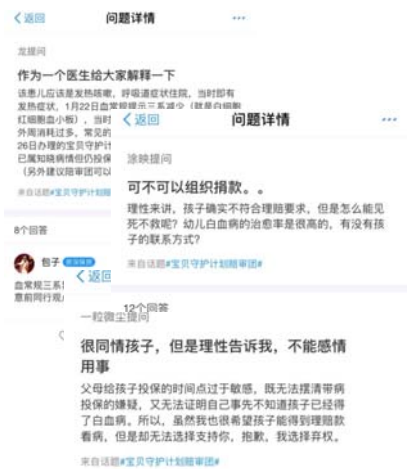 返回
问题详情
龙提问
作为一个医生给大家解释一下
该患儿应该是发热咳嗽，呼吸道症状住院，当时即有
发热症状，1月22日血常规提示三系减少（就是白细胞
红细胞血小板），当时
外周消耗过多，常见的
26日办理的宝贝守护计
已属知晓病情但仍投保
（另外建议陪审团可以
来自话题#宝贝守护计划赔
8个回答
包子
血常规三系
意前同行观
返回
问题详情
涂映提问
可不可以组织捐款。。
理性来讲，孩子确实不符合理赔要求，但是怎么能见
死不救呢？幼儿白血病的治愈率是很高的，有没有孩
子的联系方式？
来自话题#宝贝守护计划赔审团#
12个回答
返回
一粒微尘提问
很同情孩子，但是理性告诉我，不能感情
用事
父母给孩子投保的时间点过于敏感，既无法摆清带病
投保的嫌疑，又无法证明自己事先不知道孩子已经得
了白血病。所以，虽然我也很希望孩子能得到理赔款
看病，但是却无法选择支持你，抱歉，我选择弃权。
来自话题#宝贝守护计划赔审团#